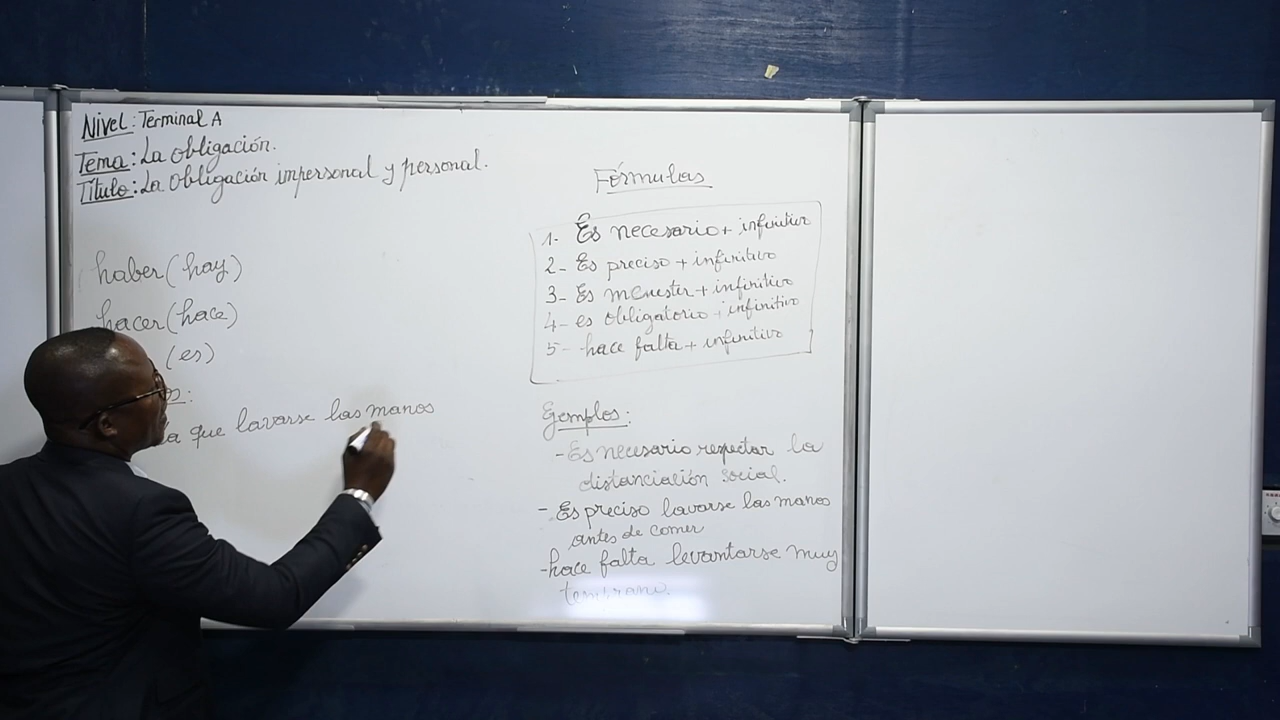 Nivel: Terminal A
Tema: La obligación.
Título: La obligación impersonal y personal.
haber (hay)
hacer (hace)
(es)
que lavarse las manos
Fórmulas
1- Es necesario + infinitivo
2- Es preciso + infinitivo
3- Es menester + infinitivo
4- es obligatorio + infinitivo
5- hace falta + infinitivo
Ejemplos:
- Es necesario respectar la
distanciación social.
- Es preciso lavarse las manos
antes de comer
- hace falta levantarse muy
temprano.